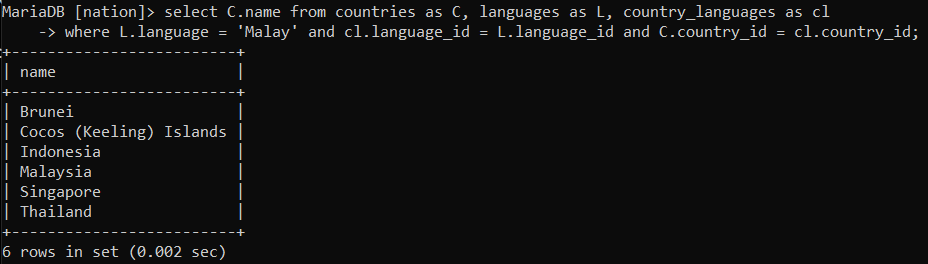 MariaDB [nation]> select C.name from countries as C, languages as L, country_languages as cl
    -> where L.language = 'Malay' and cl.language_id = L.language_id and C.country_id = cl.country_id;
+-------------------------+
| name                    |
+-------------------------+
| Brunei                  |
| Cocos (Keeling) Islands |
| Indonesia               |
| Malaysia                |
| Singapore               |
| Thailand                |
+-------------------------+
6 rows in set (0.002 sec)